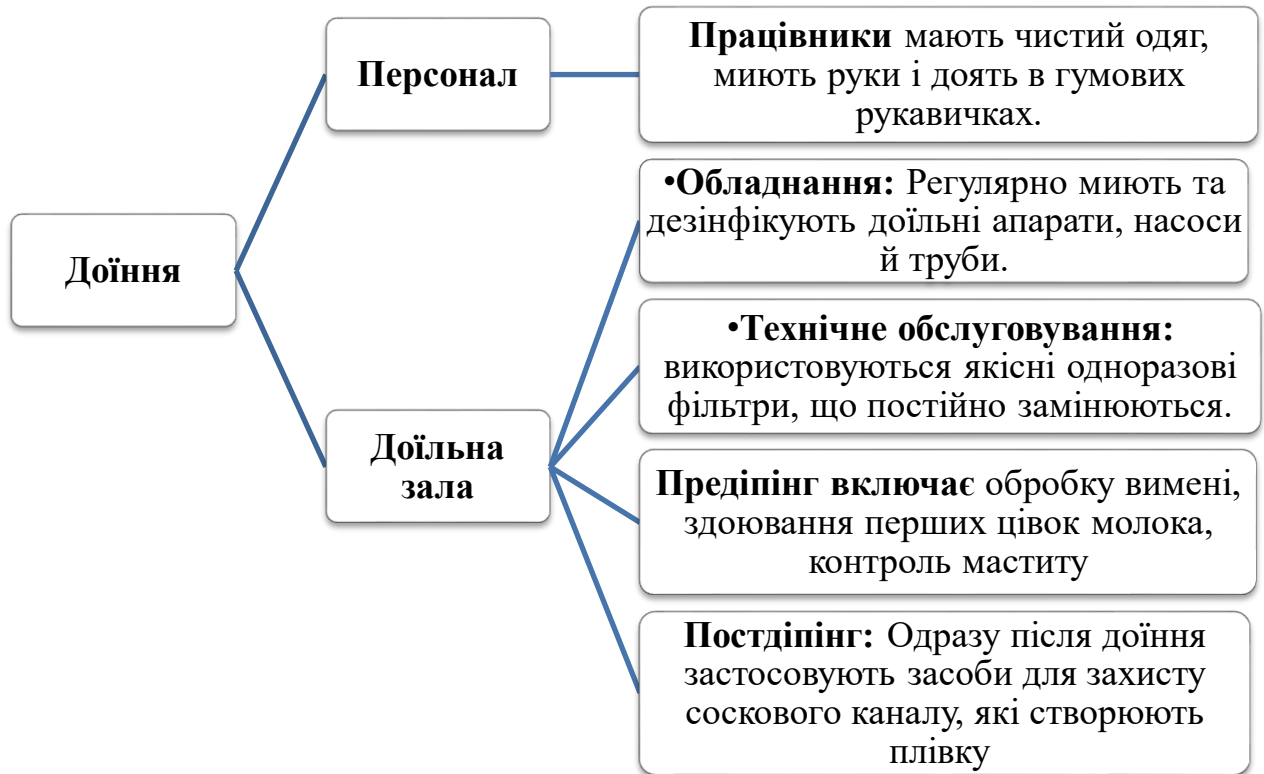 Доїння
Персонал
Працівники мають чистий одяг,
миють руки і доять в гумових
рукавичках.
Доїльна
зала
•Обладнання: Регулярно миють та
дезінфікують доїльні апарати, насоси
й труби.
•Технічне обслуговування:
використовуються якісні одноразові
фільтри, що постійно замінюються.
Предіпінг включає обробку вимені,
здоювання перших цівок молока,
контроль маститу
Постдіпінг: Одразу після доїння
застосовують засоби для захисту
соскового каналу, які створюють
плівку